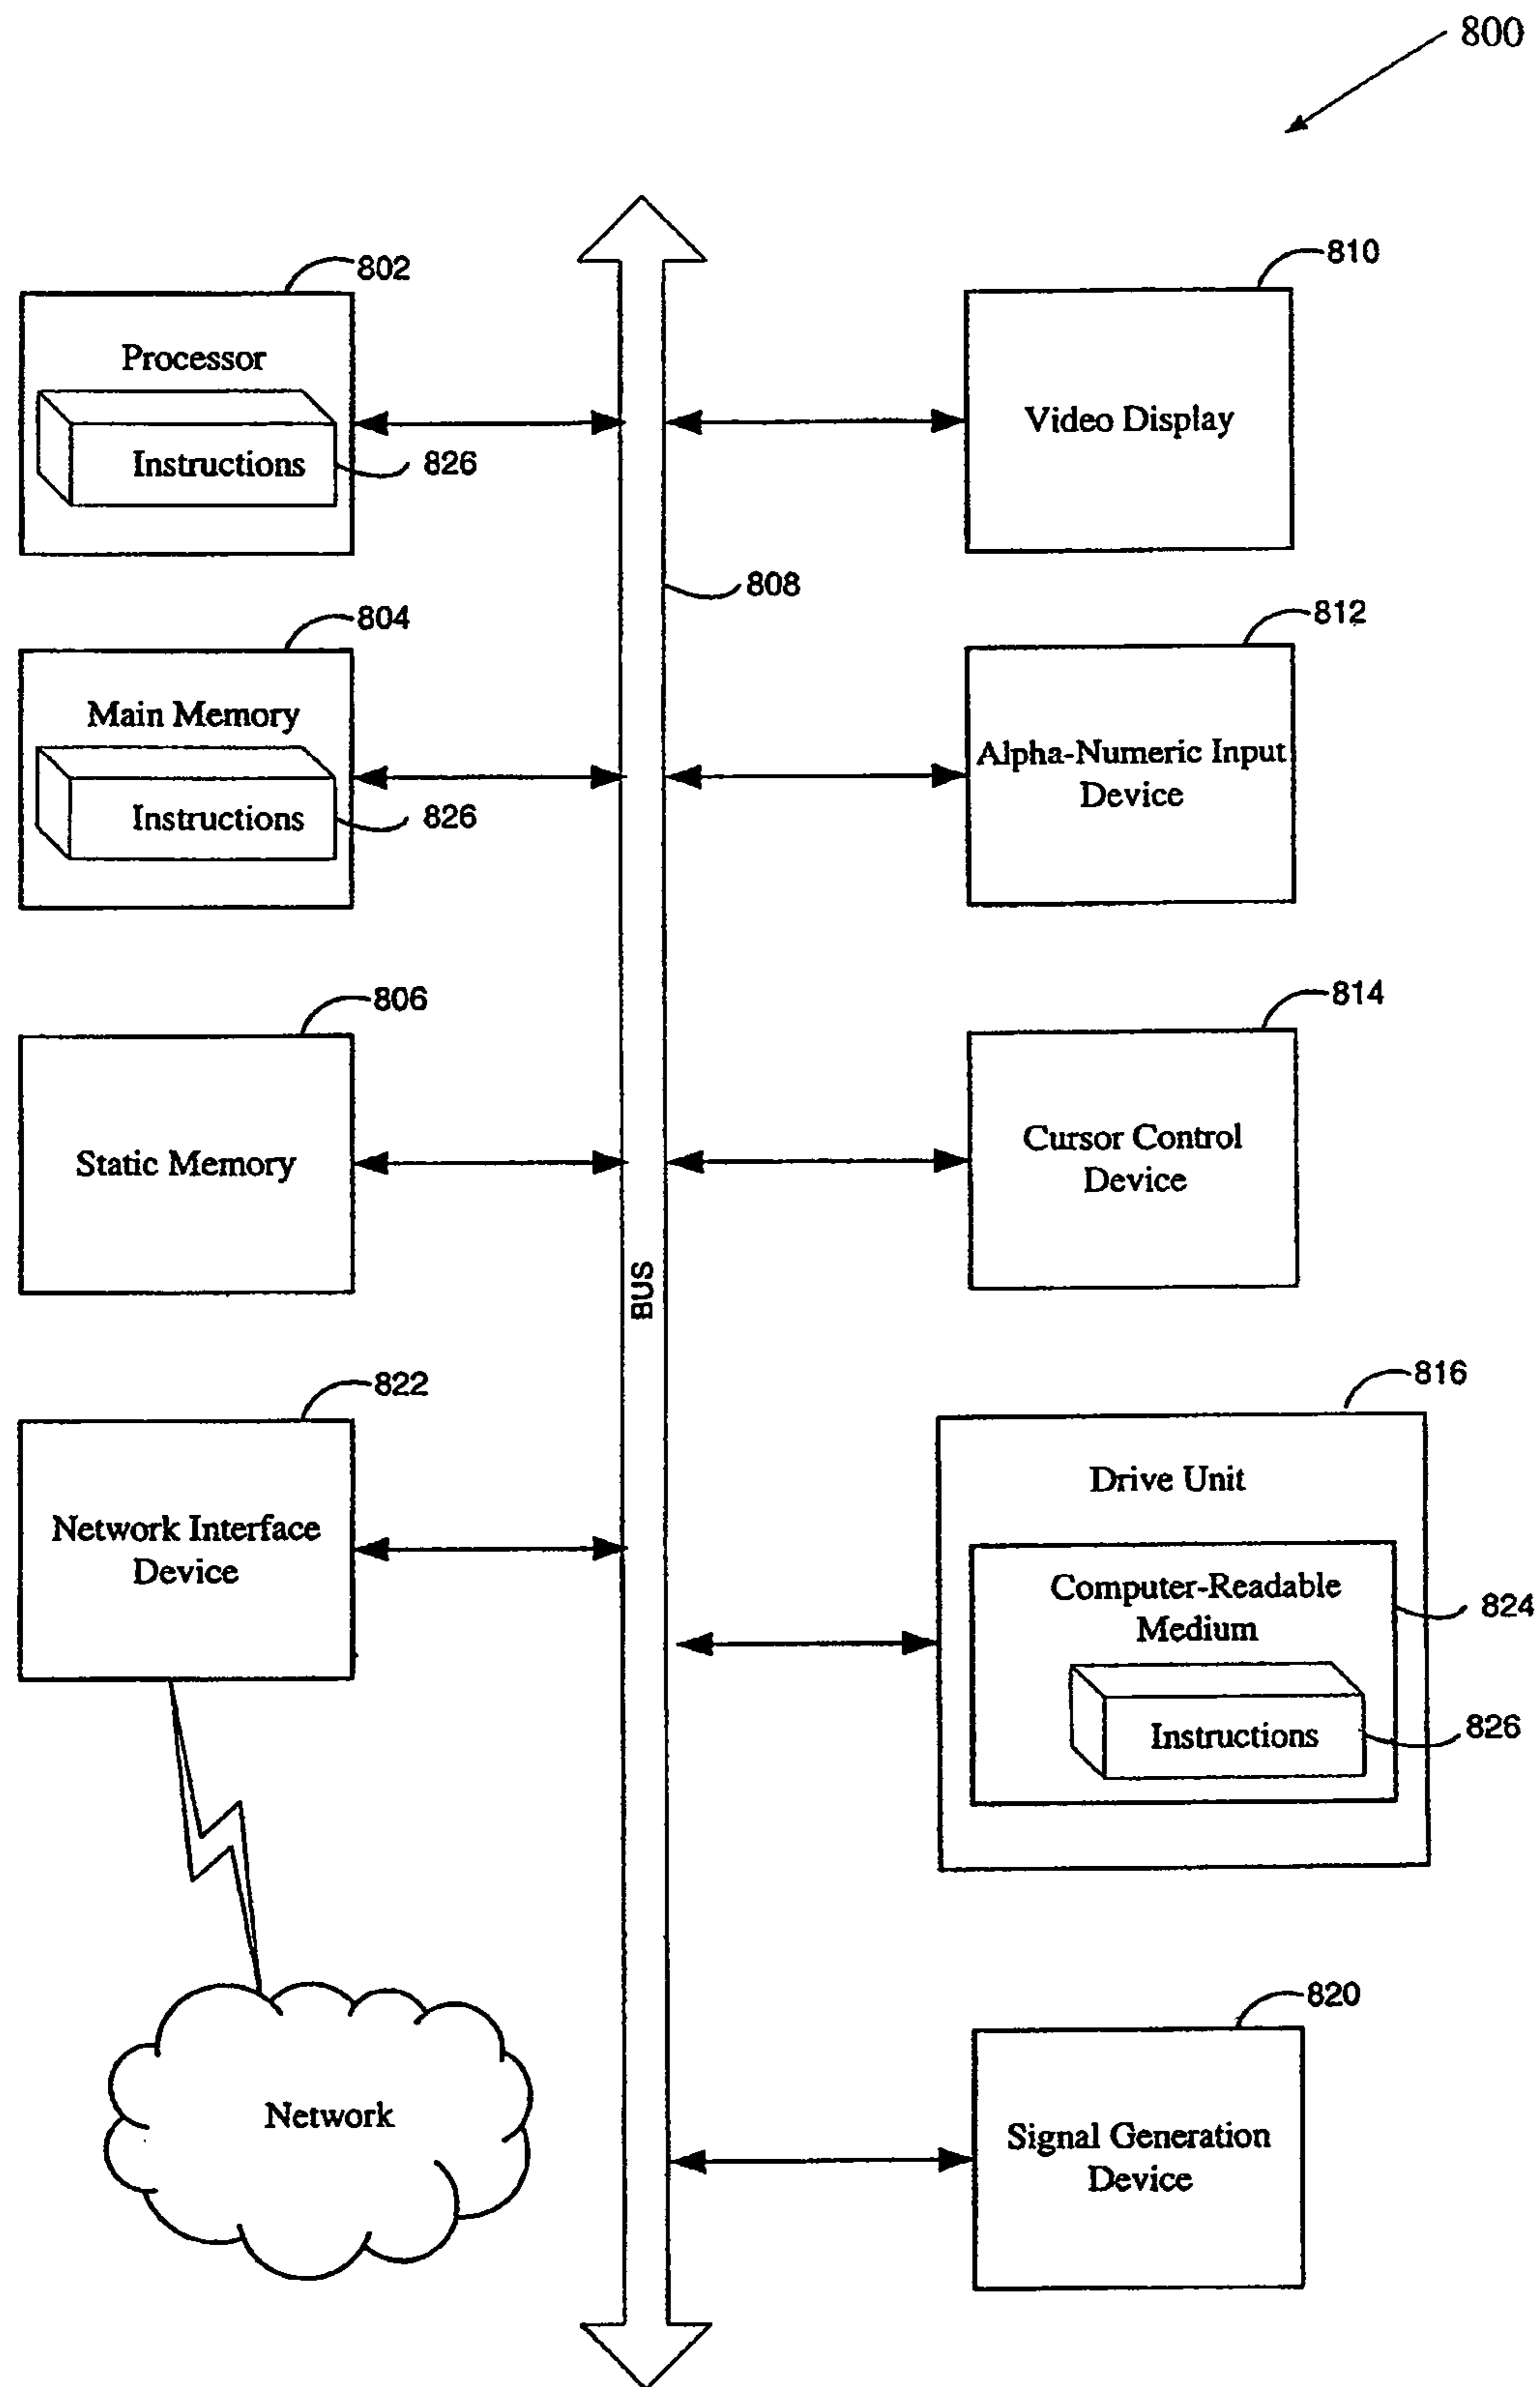 800
802
Processor
Instructions
826
810
Video Display
808
804
Main Memory
Instructions
826
812
Alpha-Numeric Input
Device
806
Static Memory
814
Cursor Control
Device
BUS
822
Network Interface
Device
816
Drive Unit
Computer-Readable
Medium
824
Instructions
826
Network
820
Signal Generation
Device